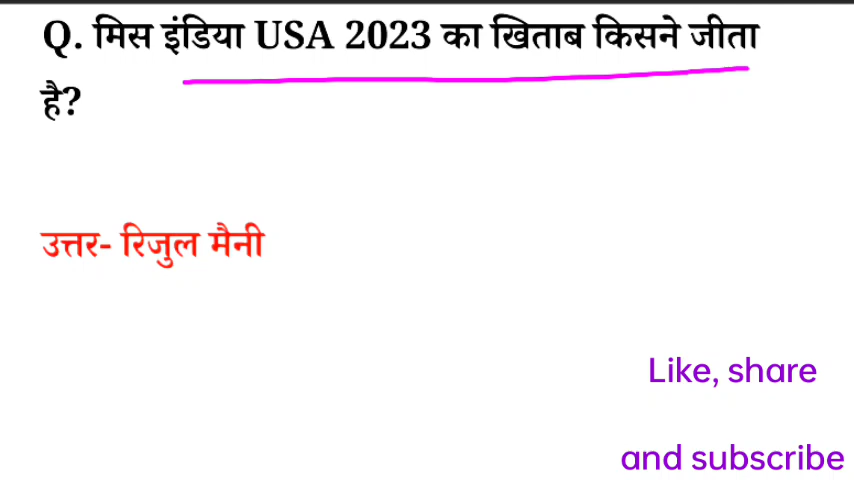 Q. मिस इंडिया USA 2023 का खिताब किसने जीता
है?
उत्तर- रिजुल मैनी
Like, share
and subscribe